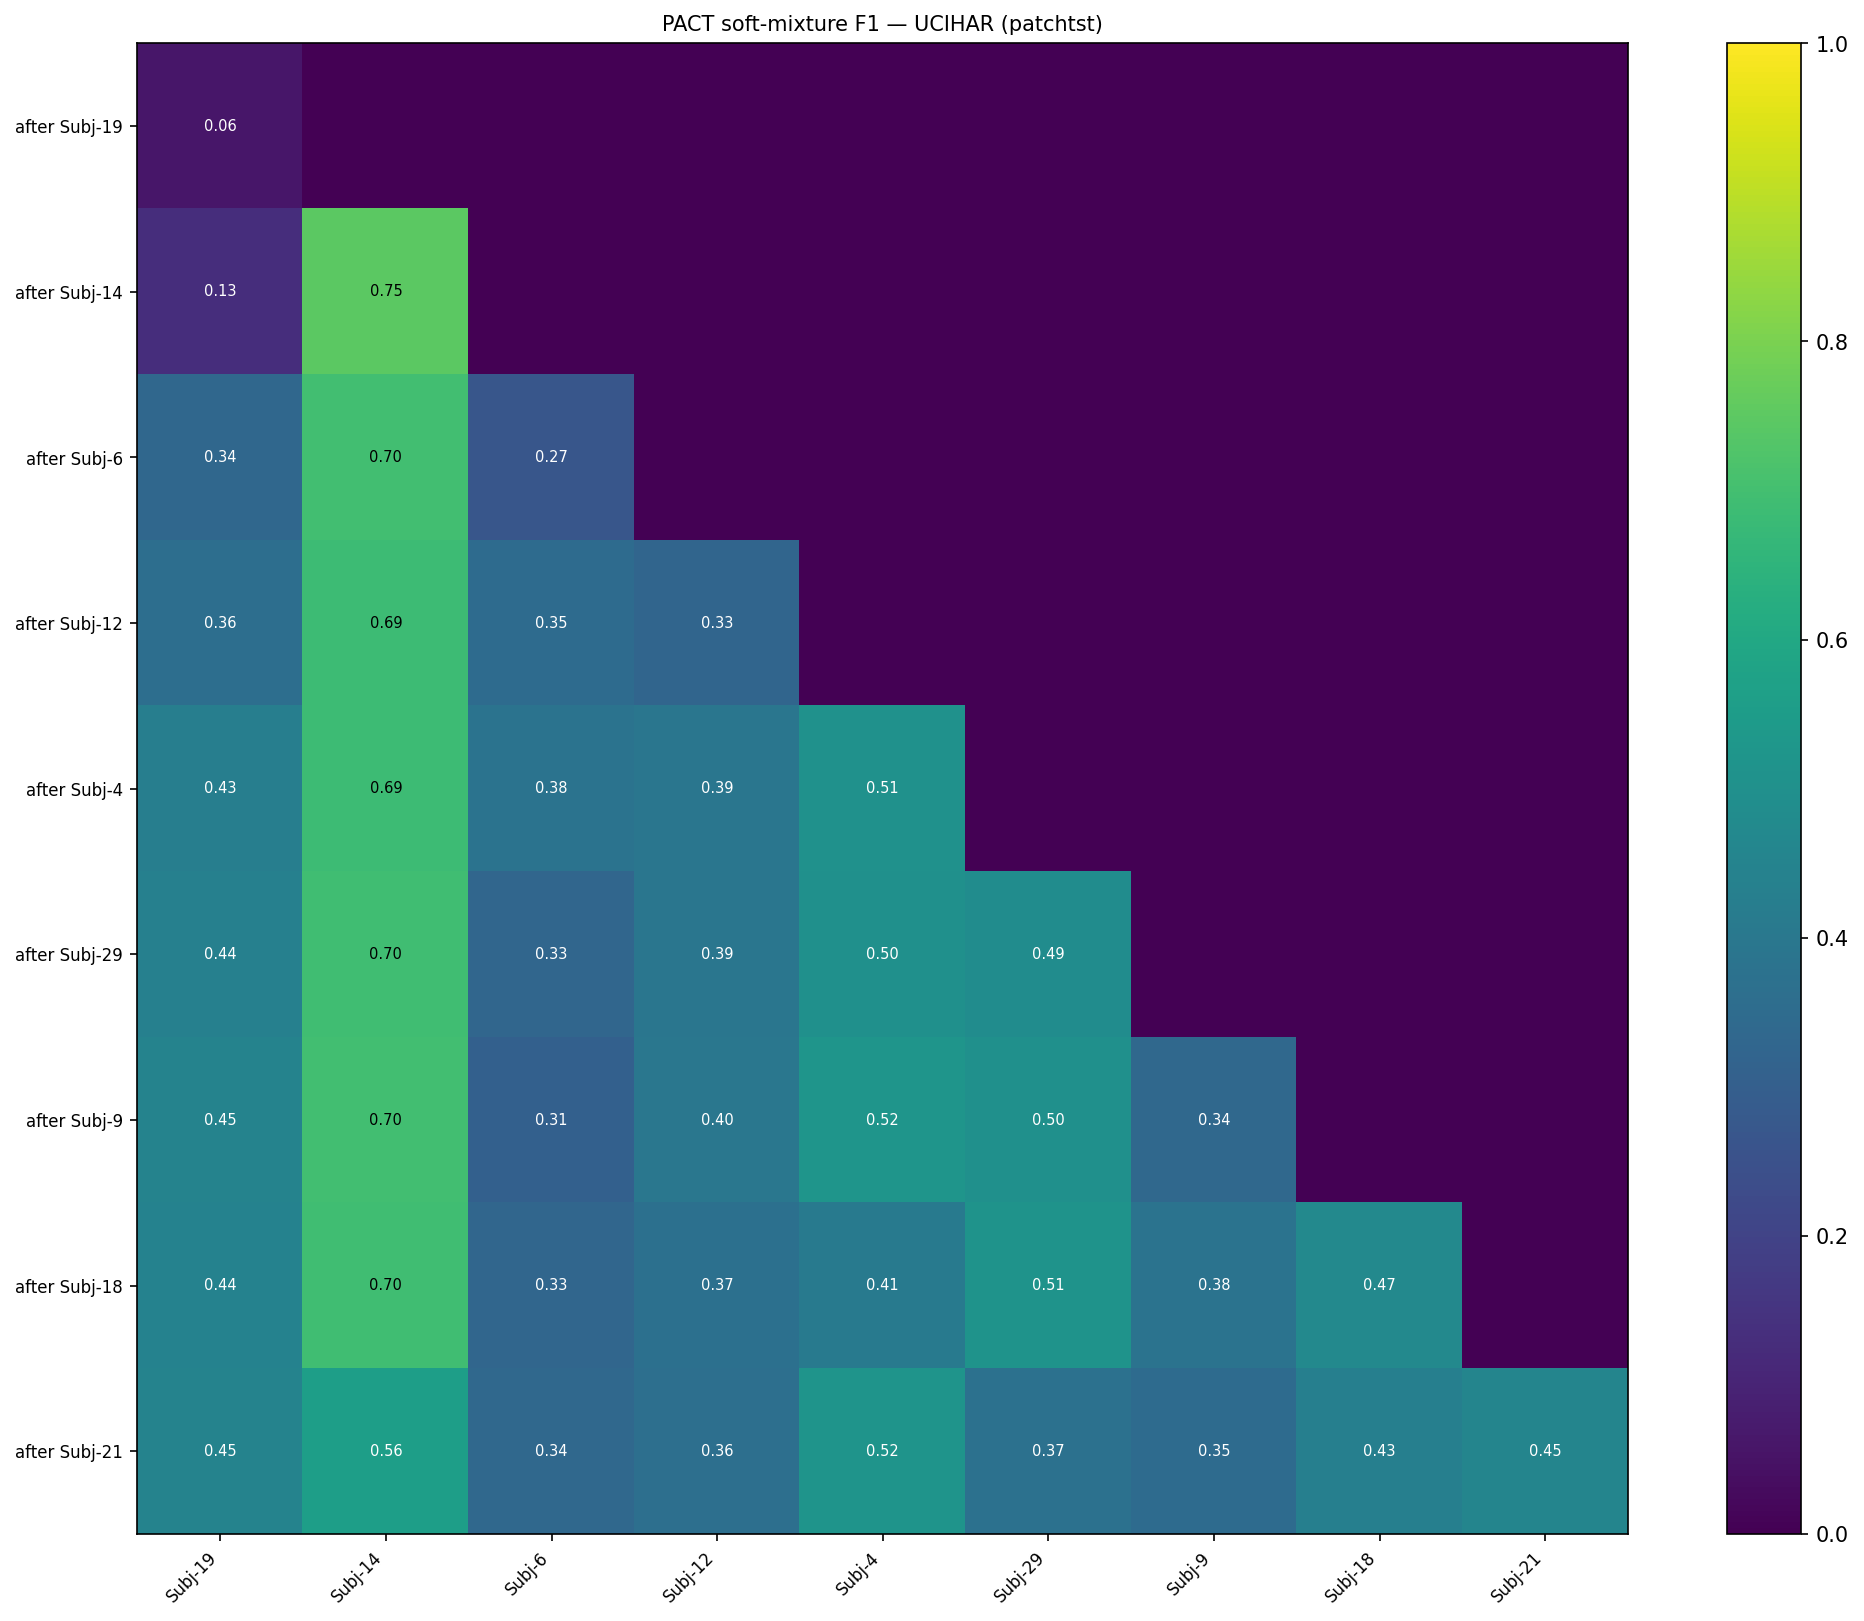 PACT soft-mixture F1 — UCIHAR (patchtst)
1.0
after Subj-19 0.06
after Subj-14 0.13 0.75
0.8
after Subj-6 0.34 0.70 0.27
after Subj-12 0.36 0.69 0.35 0.33
0.6
after Subj-4 0.43 0.69 0.38 0.39 0.51
after Subj-29 0.44 0.70 0.33 0.39 0.50 0.49
0.4
after Subj-9 0.45 0.70 0.31 0.40 0.52 0.50 0.34
0.2
after Subj-18 0.44 0.70 0.33 0.37 0.41 0.51 0.38 0.47
after Subj-21 0.45 0.56 0.34 0.36 0.52 0.37 0.35 0.43 0.45
0.0
Subj-19 Subj-14 Subj-6 Subj-12 Subj-4 Subj-29 Subj-9 Subj-18 Subj-21